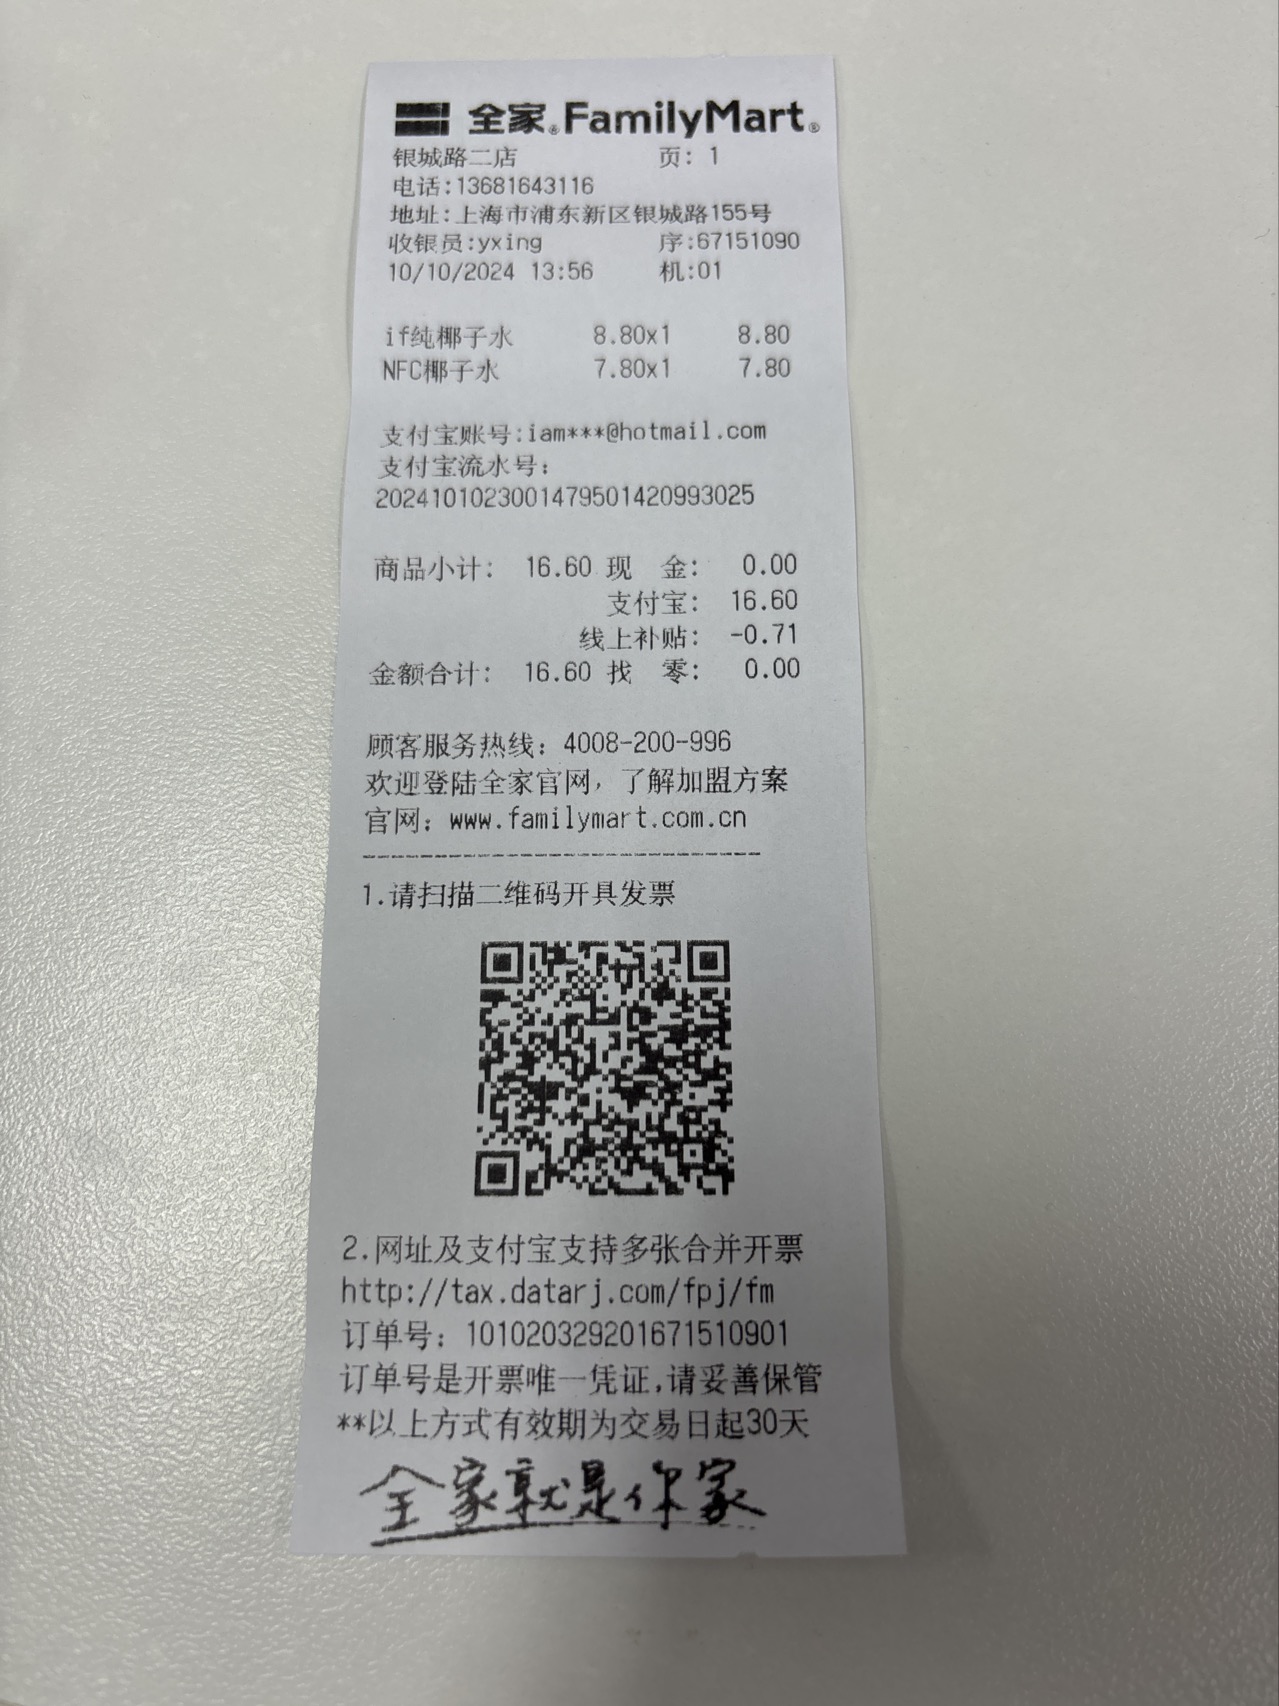 全家®FamilyMart®
银城路二店 页: 1
电话:13681643116
地址:上海市浦东新区银城路155号
收银员:yxing 序:67151090
10/10/2024 13:56 机:01
if纯椰子水 8.80x1 8.80
NFC椰子水 7.80x1 7.80
支付宝账号:iam***@hotmail.com
支付宝流水号:
2024101023001479501420993025
商品小计: 16.60 现 金: 0.00
支付宝: 16.60
线上补贴: -0.71
金额合计: 16.60 找 零: 0.00
顾客服务热线: 4008-200-996
欢迎登陆全家官网, 了解加盟方案
官网: www.familymart.com.cn
1.请扫描二维码开具发票
2.网址及支付宝支持多张合并开票
http://tax.datarj.com/fpj/fm
订单号: 101020329201671510901
订单号是开票唯一凭证,请妥善保管
**以上方式有效期为交易日起30天
全家就是你家